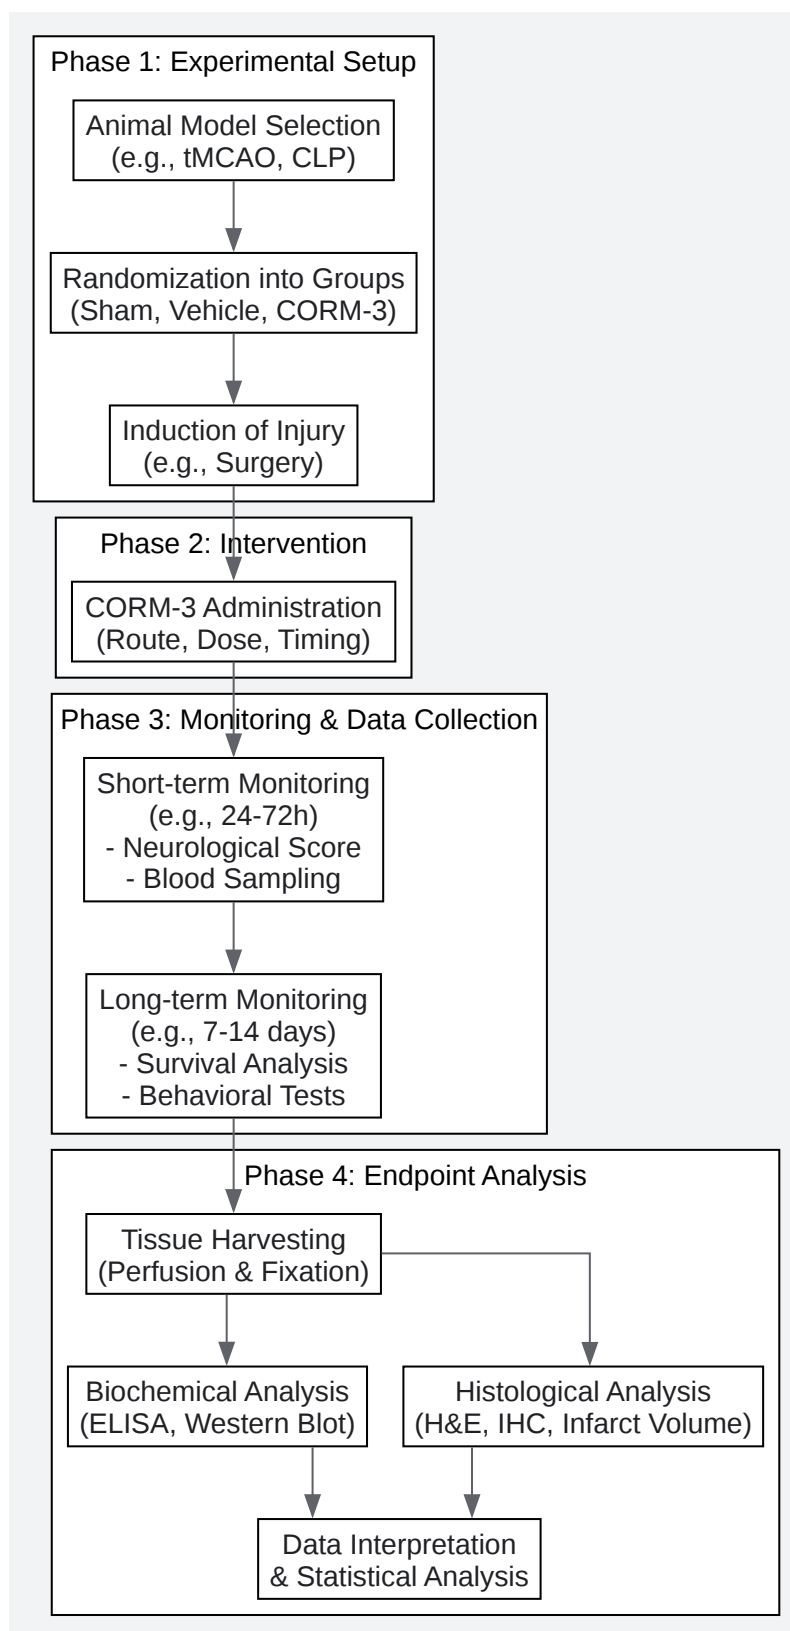 Phase 1: Experimental Setup
Animal Model Selection
(e.g., tMCAO, CLP)
Randomization into Groups
(Sham, Vehicle, CORM-3)
Induction of Injury
(e.g., Surgery)
Phase 2: Intervention
CORM-3 Administration
(Route, Dose, Timing)
Phase 3: Monitoring & Data Collection
Short-term Monitoring
(e.g., 24-72h)
- Neurological Score
- Blood Sampling
Long-term Monitoring
(e.g., 7-14 days)
- Survival Analysis
- Behavioral Tests
Phase 4: Endpoint Analysis
Tissue Harvesting
(Perfusion & Fixation)
Biochemical Analysis
(ELISA, Western Blot)
Histological Analysis
(H&E, IHC, Infarct Volume)
Data Interpretation
& Statistical Analysis